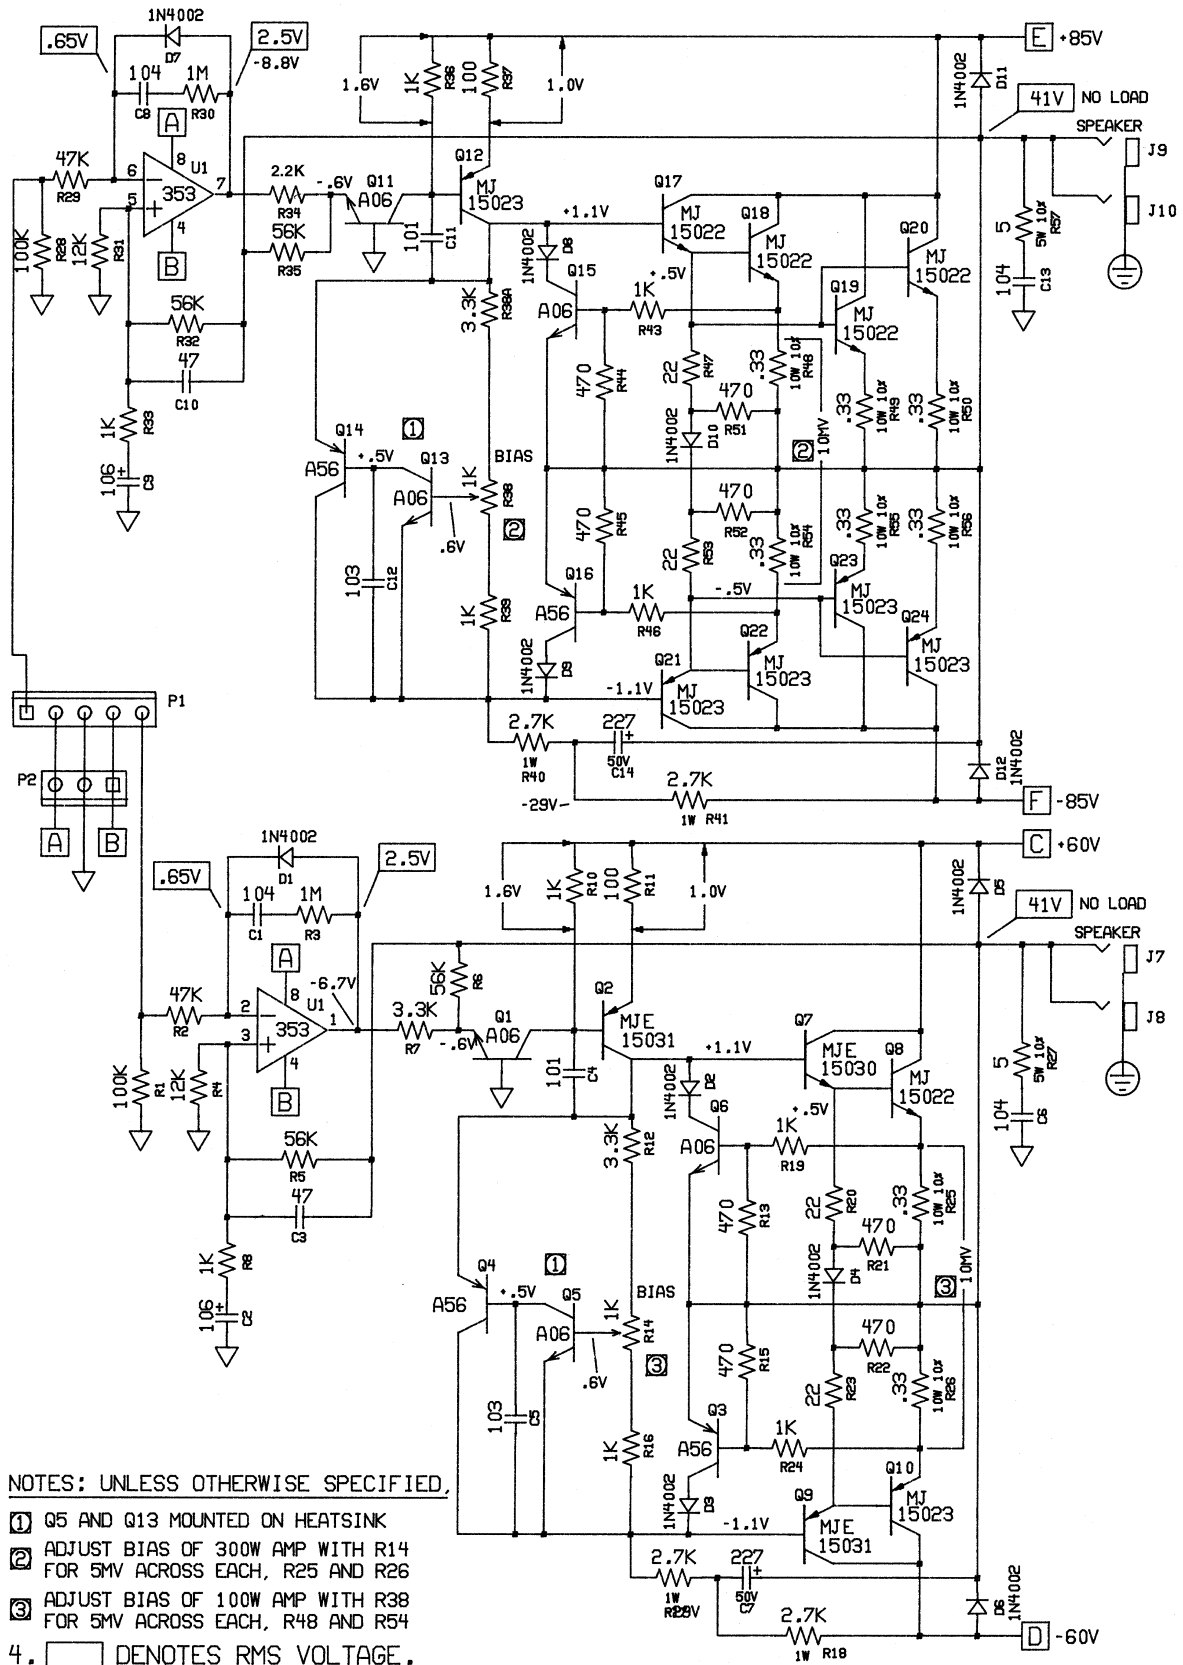 1N4002
.65V
D7
2.5V
-8.8V
104
1M
C8
R30
A
47K
6
8
U1
7
R29
353
5
4
100K
R28
12K
R31
B
56K
R32
47
C10
1K
R33
106
+
C9
2.2K
R34
-.6V
Q11
A06
56K
R35
1.6V
1K
R36
100
R37
1.0V
Q12
MJ
15023
101
C11
E
+85V
1N4002
D11
41V
NO LOAD
SPEAKER
J9
J10
5
5W 10%
R57
104
C13
+1.1V
1N4002
D8
Q15
A06
3.3K
R38A
Q17
MJ
15022
Q18
MJ
15022
+.5V
1K
R43
Q19
MJ
15022
Q20
MJ
15022
470
R44
22
R47
.33
10W 10%
R48
470
R51
1N4002
D10
.33
10W 10%
R49
.33
10W 10%
R50
2
10MV
Q14
A56
+.5V
1
Q13
A06
BIAS
1K
R38
2
.6V
103
C12
1K
R39
470
R45
470
R52
22
R53
.33
10W 10%
R54
.33
10W 10%
R55
.33
10W 10%
R56
Q16
A56
1K
R46
-.5V
Q23
MJ
15023
Q24
MJ
15023
1N4002
D9
Q22
MJ
15023
Q21
MJ
15023
-1.1V
2.7K
1W
R40
227
+
50V
C14
-29V
2.7K
1W R41
D12
1N4002
F
-85V
P1
P2
A
B
1N4002
D1
.65V
2.5V
104
1M
C1
R3
A
-6.7V
47K
R2
2
8
U1
353
1
3
4
B
100K
R1
12K
R4
56K
R5
47
C3
1K
R8
106
+
C2
56K
R6
3.3K
R7
-.6V
Q1
A06
1.6V
1K
R10
100
R11
1.0V
Q2
MJE
15031
101
C4
C
+60V
1N4002
D5
41V
NO LOAD
SPEAKER
J7
J8
5
5W 10%
R27
104
C6
+1.1V
1N4002
D2
Q6
A06
3.3K
R12
Q7
MJE
15030
Q8
MJ
15022
+.5V
1K
R19
470
R13
22
R20
.33
10W 10%
R25
470
R21
1N4002
D4
3
10MV
Q4
A56
+.5V
1
Q5
A06
BIAS
1K
R14
3
.6V
103
C5
1K
R16
470
R15
470
R22
22
R23
.33
10W 10%
R26
Q3
A56
1K
R24
1N4002
D3
Q10
MJ
15023
Q9
MJE
15031
-1.1V
2.7K
1W
227
+
50V
C7
2.7K
1W R18
D6
1N4002
D
-60V
NOTES: UNLESS OTHERWISE SPECIFIED,
1 Q5 AND Q13 MOUNTED ON HEATSINK
2 ADJUST BIAS OF 300W AMP WITH R14
FOR 5MV ACROSS EACH, R25 AND R26
3 ADJUST BIAS OF 100W AMP WITH R38
FOR 5MV ACROSS EACH, R48 AND R54
4. DENOTES RMS VOLTAGE.